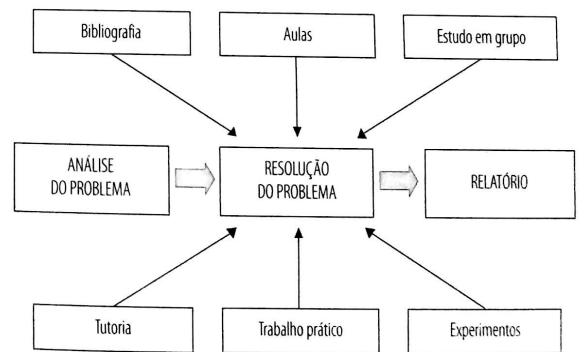 Bibliografia
Aulas
Estudo em grupo
ANÁLISE
DO PROBLEMA
RESOLUÇÃO
DO PROBLEMA
RELATÓRIO
Tutoria
Trabalho prático
Experimentos